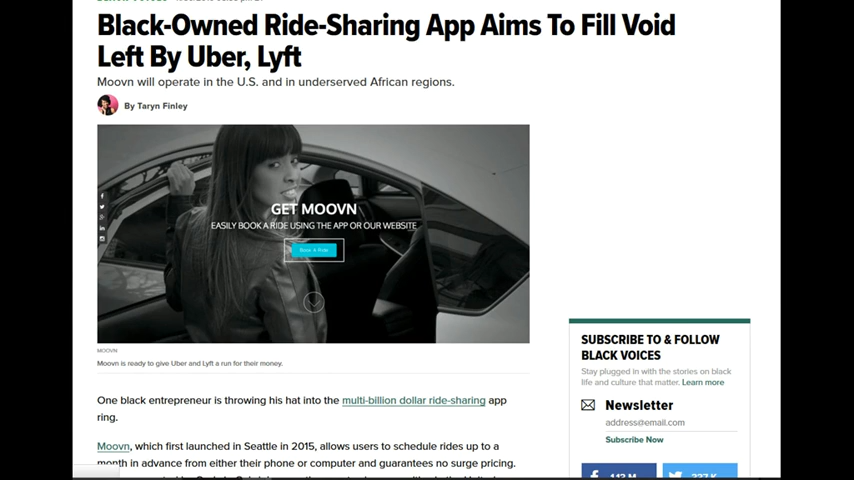 Black-Owned Ride-Sharing App Aims To Fill Void
Left By Uber, Lyft
Moovn will operate in the U.S. and in underserved African regions.
By Taryn Finley
GET MOOVN
EASILY BOOK A RIDE USING THE APP OR OUR WEBSITE
Book A Ride
MOOVN
Moovn is ready to give Uber and Lyft a run for their money.
One black entrepreneur is throwing his hat into the multi-billion dollar ride-sharing app
ring.
Moovn, which first launched in Seattle in 2015, allows users to schedule rides up to a
month in advance from either their phone or computer and guarantees no surge pricing.
SUBSCRIBE TO & FOLLOW
BLACK VOICES
Stay plugged in with the stories on black
life and culture that matter. Learn more
Newsletter
address@email.com
Subscribe Now